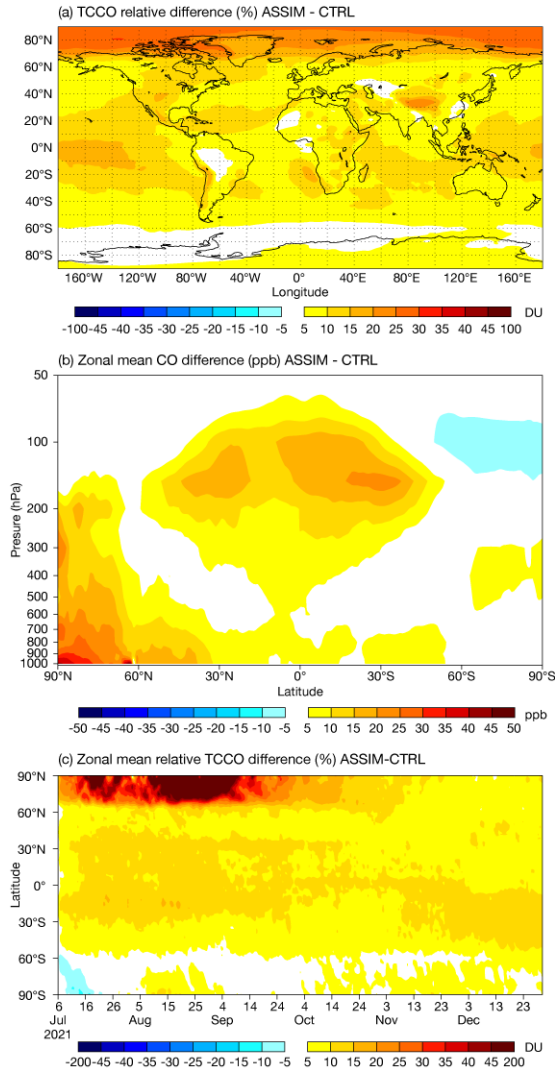 (a) TCCO relative difference (%) ASSIM - CTRL
80°N
60°N
40°N
20°N
0°N
20°S
40°S
60°S
80°S
160°W 120°W 80°W 40°W 0° 40°E 80°E 120°E 160°E
Longitude
-100 -45 -40 -35 -30 -25 -20 -15 -10 -5 5 10 15 20 25 30 35 40 45 100 DU
(b) Zonal mean CO difference (ppb) ASSIM - CTRL
50
100
200
300
400
500
600
700
800
900
1000
Presure (hPa)
90°N 60°N 30°N 0° 30°S 60°S 90°S
Latitude
-50 -45 -40 -35 -30 -25 -20 -15 -10 -5 5 10 15 20 25 30 35 40 45 50 ppb
(c) Zonal mean relative TCCO difference (%) ASSIM-CTRL
90°N
60°N
30°N
0°
30°S
60°S
90°S
Latitude
6 16 26 5 15 25 4 14 24 4 14 24 3 13 23 3 13 23
Jul Aug Sep Oct Nov Dec
2021
-200 -45 -40 -35 -30 -25 -20 -15 -10 -5 5 10 15 20 25 30 35 40 45 200 DU